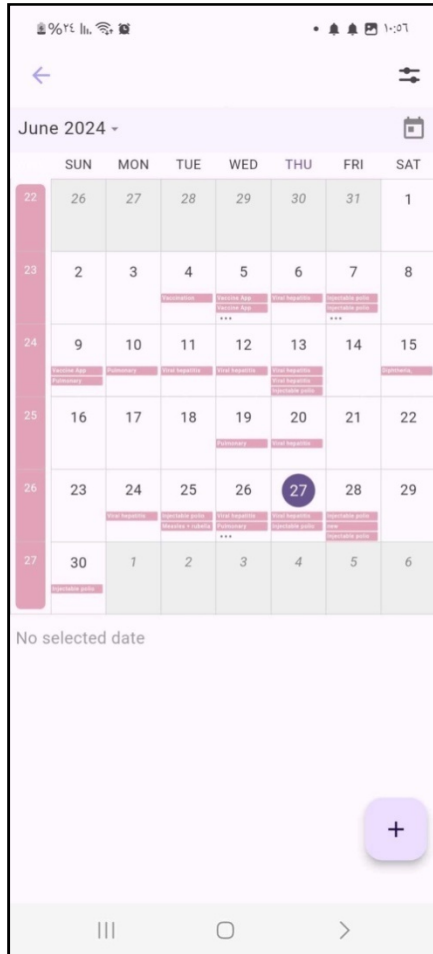 %٢٤ ١٠:٥٦
June 2024
SUN MON TUE WED THU FRI SAT
22 26 27 28 29 30 31 1
23 2 3 4 5 6 7 8
Vaccination Vaccine App Viral hepatitis Injectable polio
Vaccine App Injectable polio
24 9 10 11 12 13 14 15
Vaccine App Pulmonary Viral hepatitis Viral hepatitis Viral hepatitis Diphtheria,
Pulmonary Viral hepatitis
Injectable polio
25 16 17 18 19 20 21 22
Pulmonary Viral hepatitis
26 23 24 25 26 27 28 29
Viral hepatitis Injectable polio Viral hepatitis Viral hepatitis Injectable polio
Measles + rubella Pulmonary Injectable polio new
Injectable polio
27 30 1 2 3 4 5 6
Injectable polio
No selected date
+